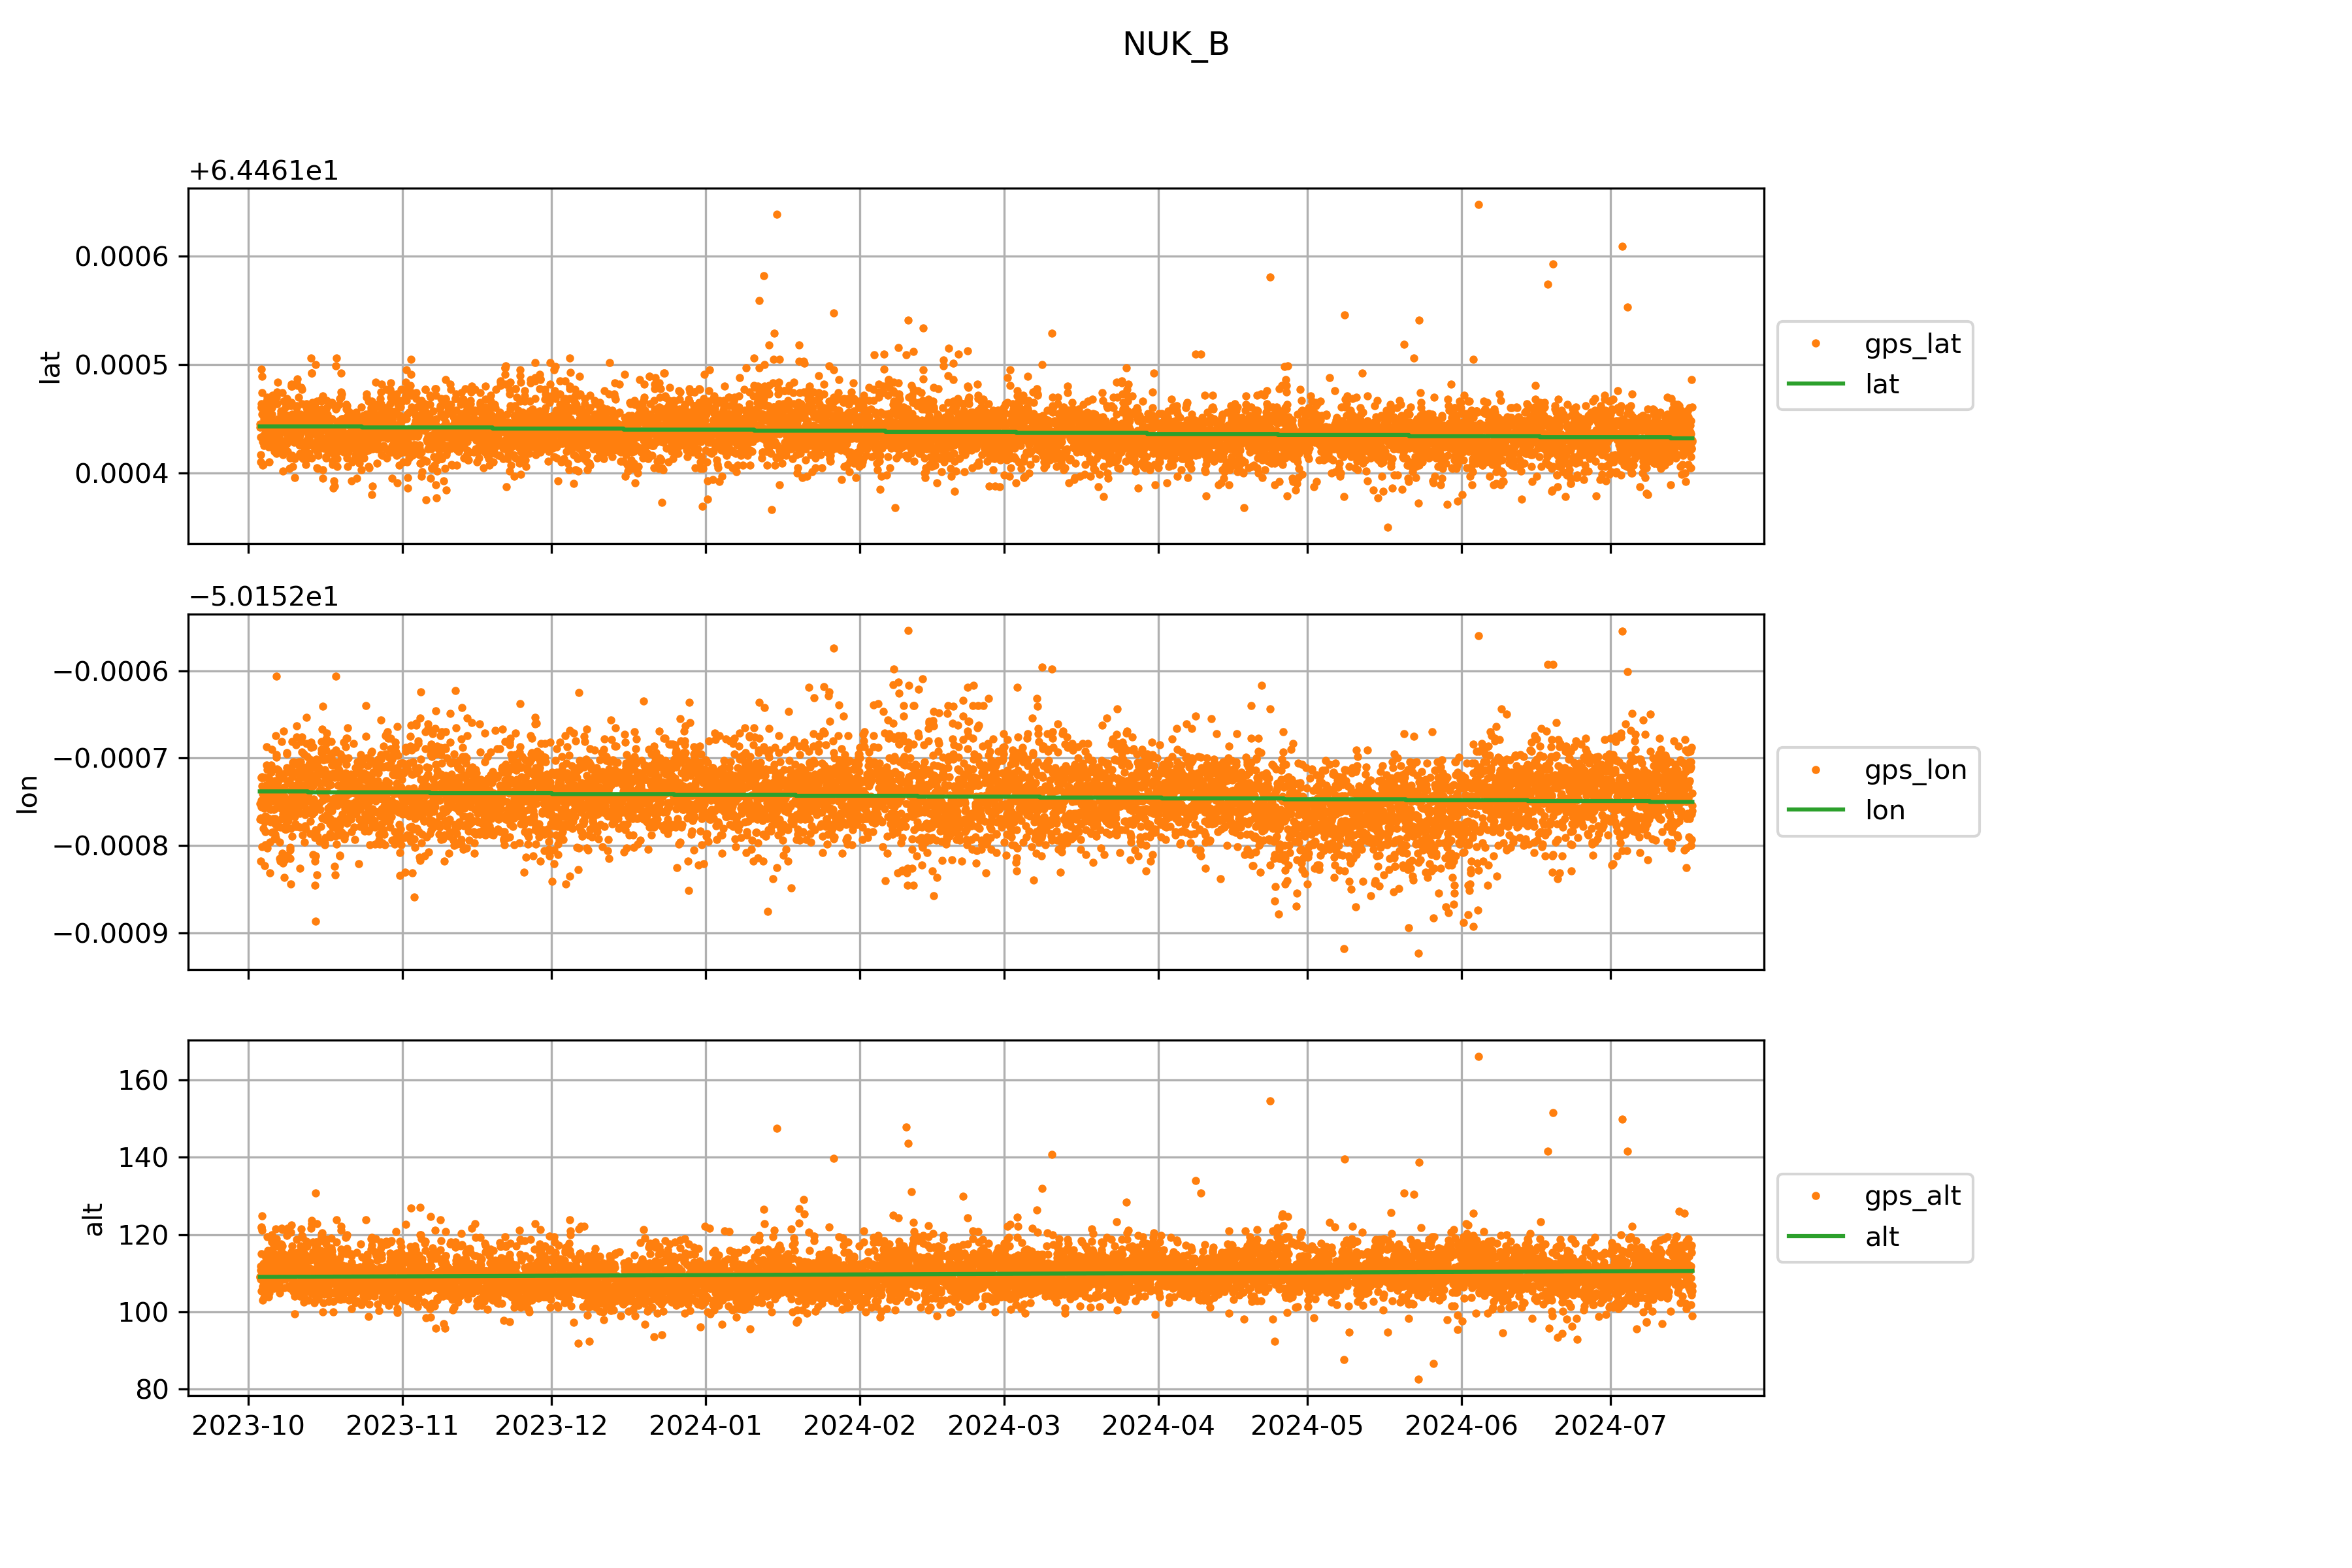 NUK_B
+6.4461e1
0.0006
0.0005
0.0004
lat
gps_lat
lat
−5.0152e1
−0.0006
−0.0007
−0.0008
−0.0009
lon
gps_lon
lon
160
140
120
100
80
alt
gps_alt
alt
2023-10 2023-11 2023-12 2024-01 2024-02 2024-03 2024-04 2024-05 2024-06 2024-07